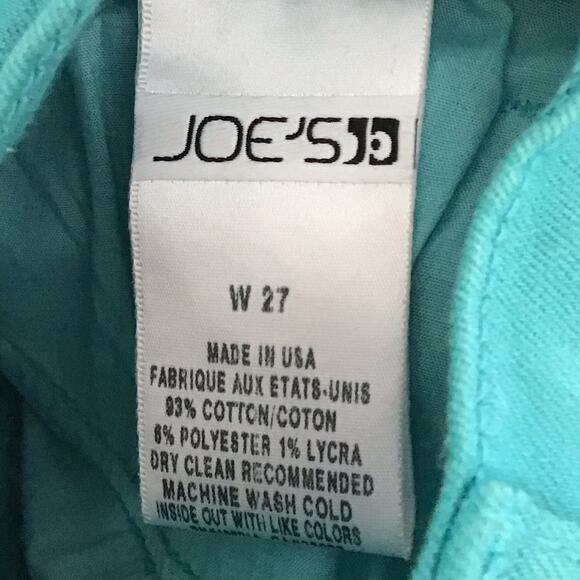 JOE'S
W 27
MADE IN USA
FABRIQUE AUX ETATS-UNIS
93% COTTON/COTON
6% POLYESTER 1% LYCRA
DRY CLEAN RECOMMENDED
MACHINE WASH COLD
INSIDE OUT WITH LIKE COLORS